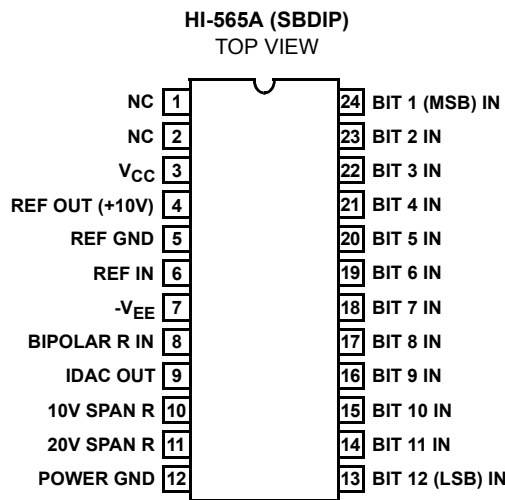 HI-565A (SBDIP)
TOP VIEW
NC 1 24 BIT 1 (MSB) IN
NC 2 23 BIT 2 IN
VCC 3 22 BIT 3 IN
REF OUT (+10V) 4 21 BIT 4 IN
REF GND 5 20 BIT 5 IN
REF IN 6 19 BIT 6 IN
-VEE 7 18 BIT 7 IN
BIPOLAR R IN 8 17 BIT 8 IN
IDAC OUT 9 16 BIT 9 IN
10V SPAN R 10 15 BIT 10 IN
20V SPAN R 11 14 BIT 11 IN
POWER GND 12 13 BIT 12 (LSB) IN